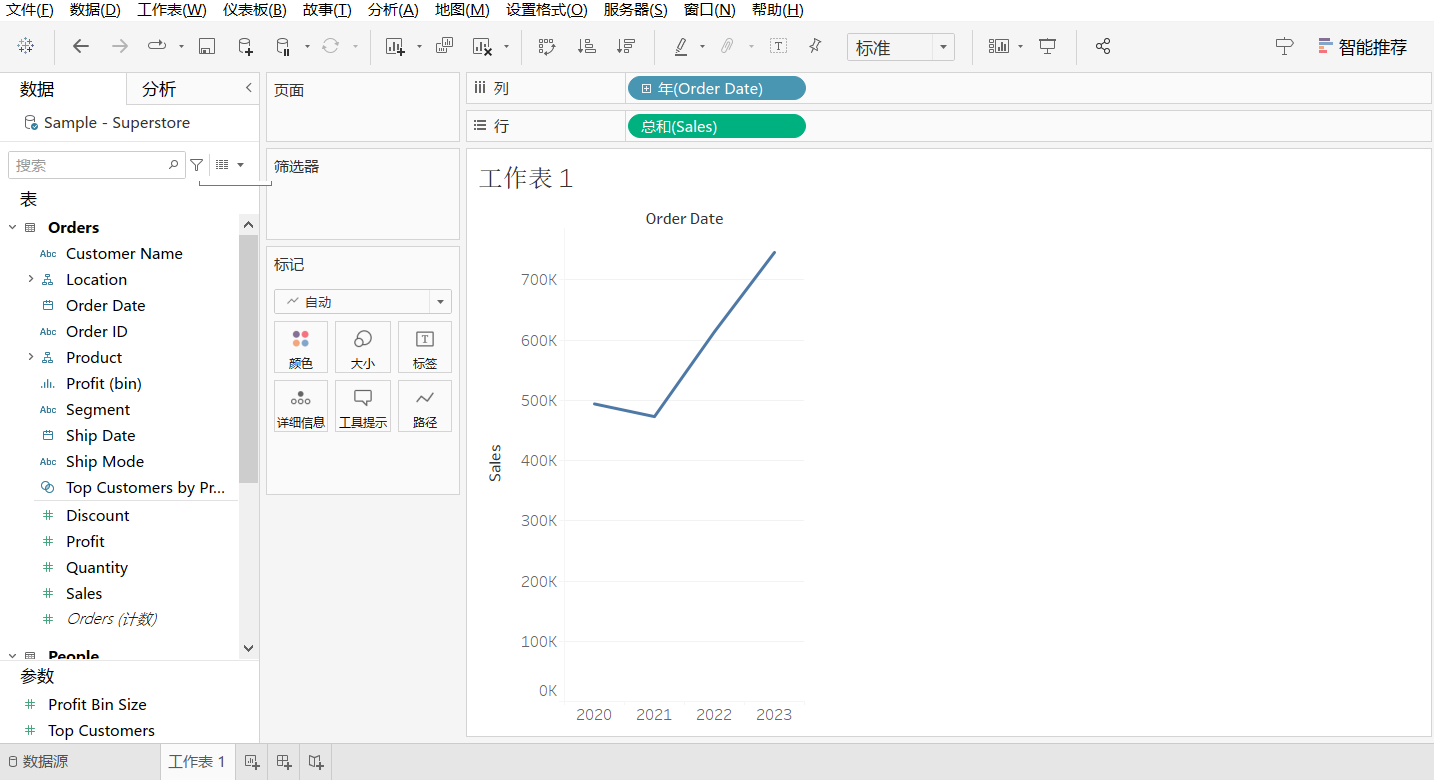 文件(F) 数据(D) 工作表(W) 仪表板(B) 故事(T) 分析(A) 地图(M) 设置格式(O) 服务器(S) 窗口(N) 帮助(H)
标准
智能推荐
数据 分析
Sample - Superstore
搜索
表
Orders
Abc Customer Name
Location
Order Date
Abc Order ID
Product
Profit (bin)
Abc Segment
Ship Date
Abc Ship Mode
Top Customers by Pr...
# Discount
# Profit
# Quantity
# Sales
# Orders (计数)
People
参数
# Profit Bin Size
# Top Customers
页面
筛选器
标记
自动
颜色 大小 标签
详细信息 工具提示 路径
列 年(Order Date)
行 总和(Sales)
工作表 1
Order Date
700K
600K
500K
400K
300K
200K
100K
0K
Sales
2020 2021 2022 2023
数据源 工作表 1